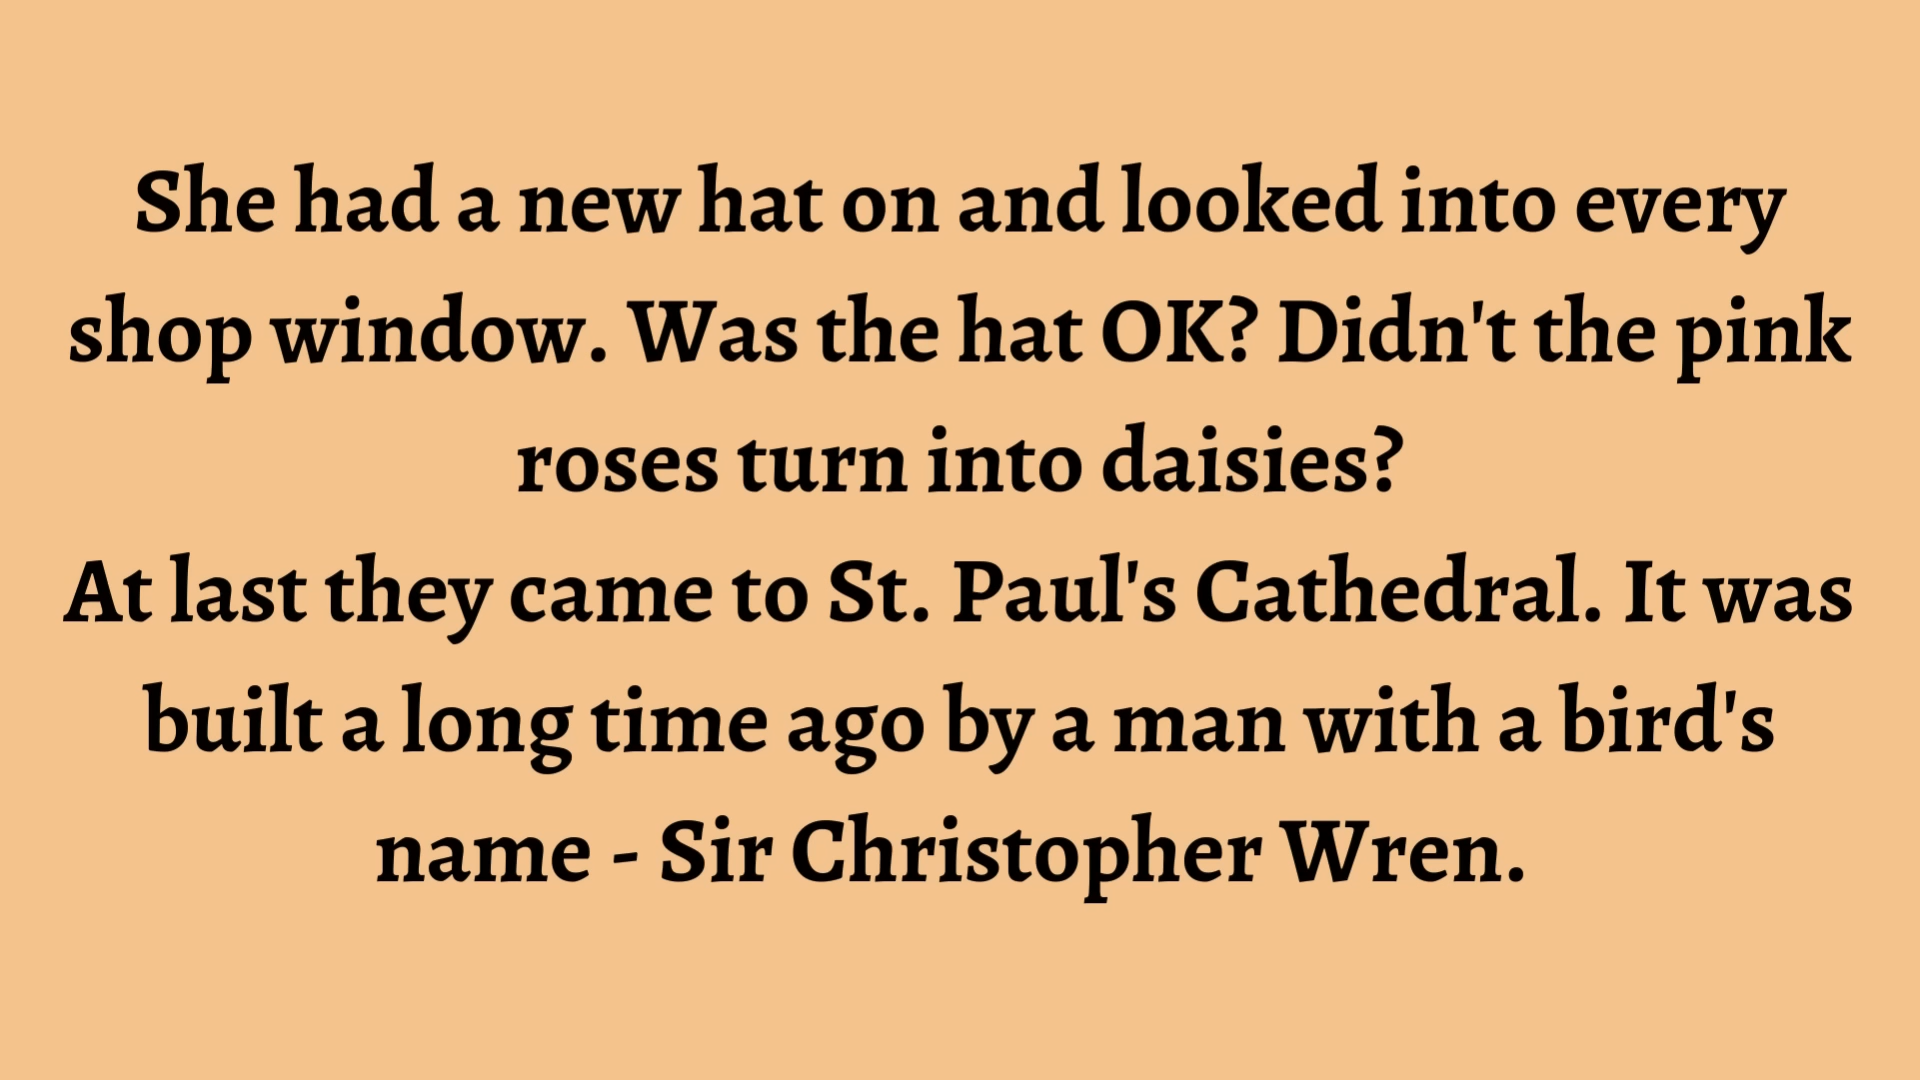 She had a new hat on and looked into every
shop window. Was the hat OK? Didn't the pink
roses turn into daisies?
At last they came to St. Paul's Cathedral. It was
built a long time ago by a man with a bird's
name - Sir Christopher Wren.